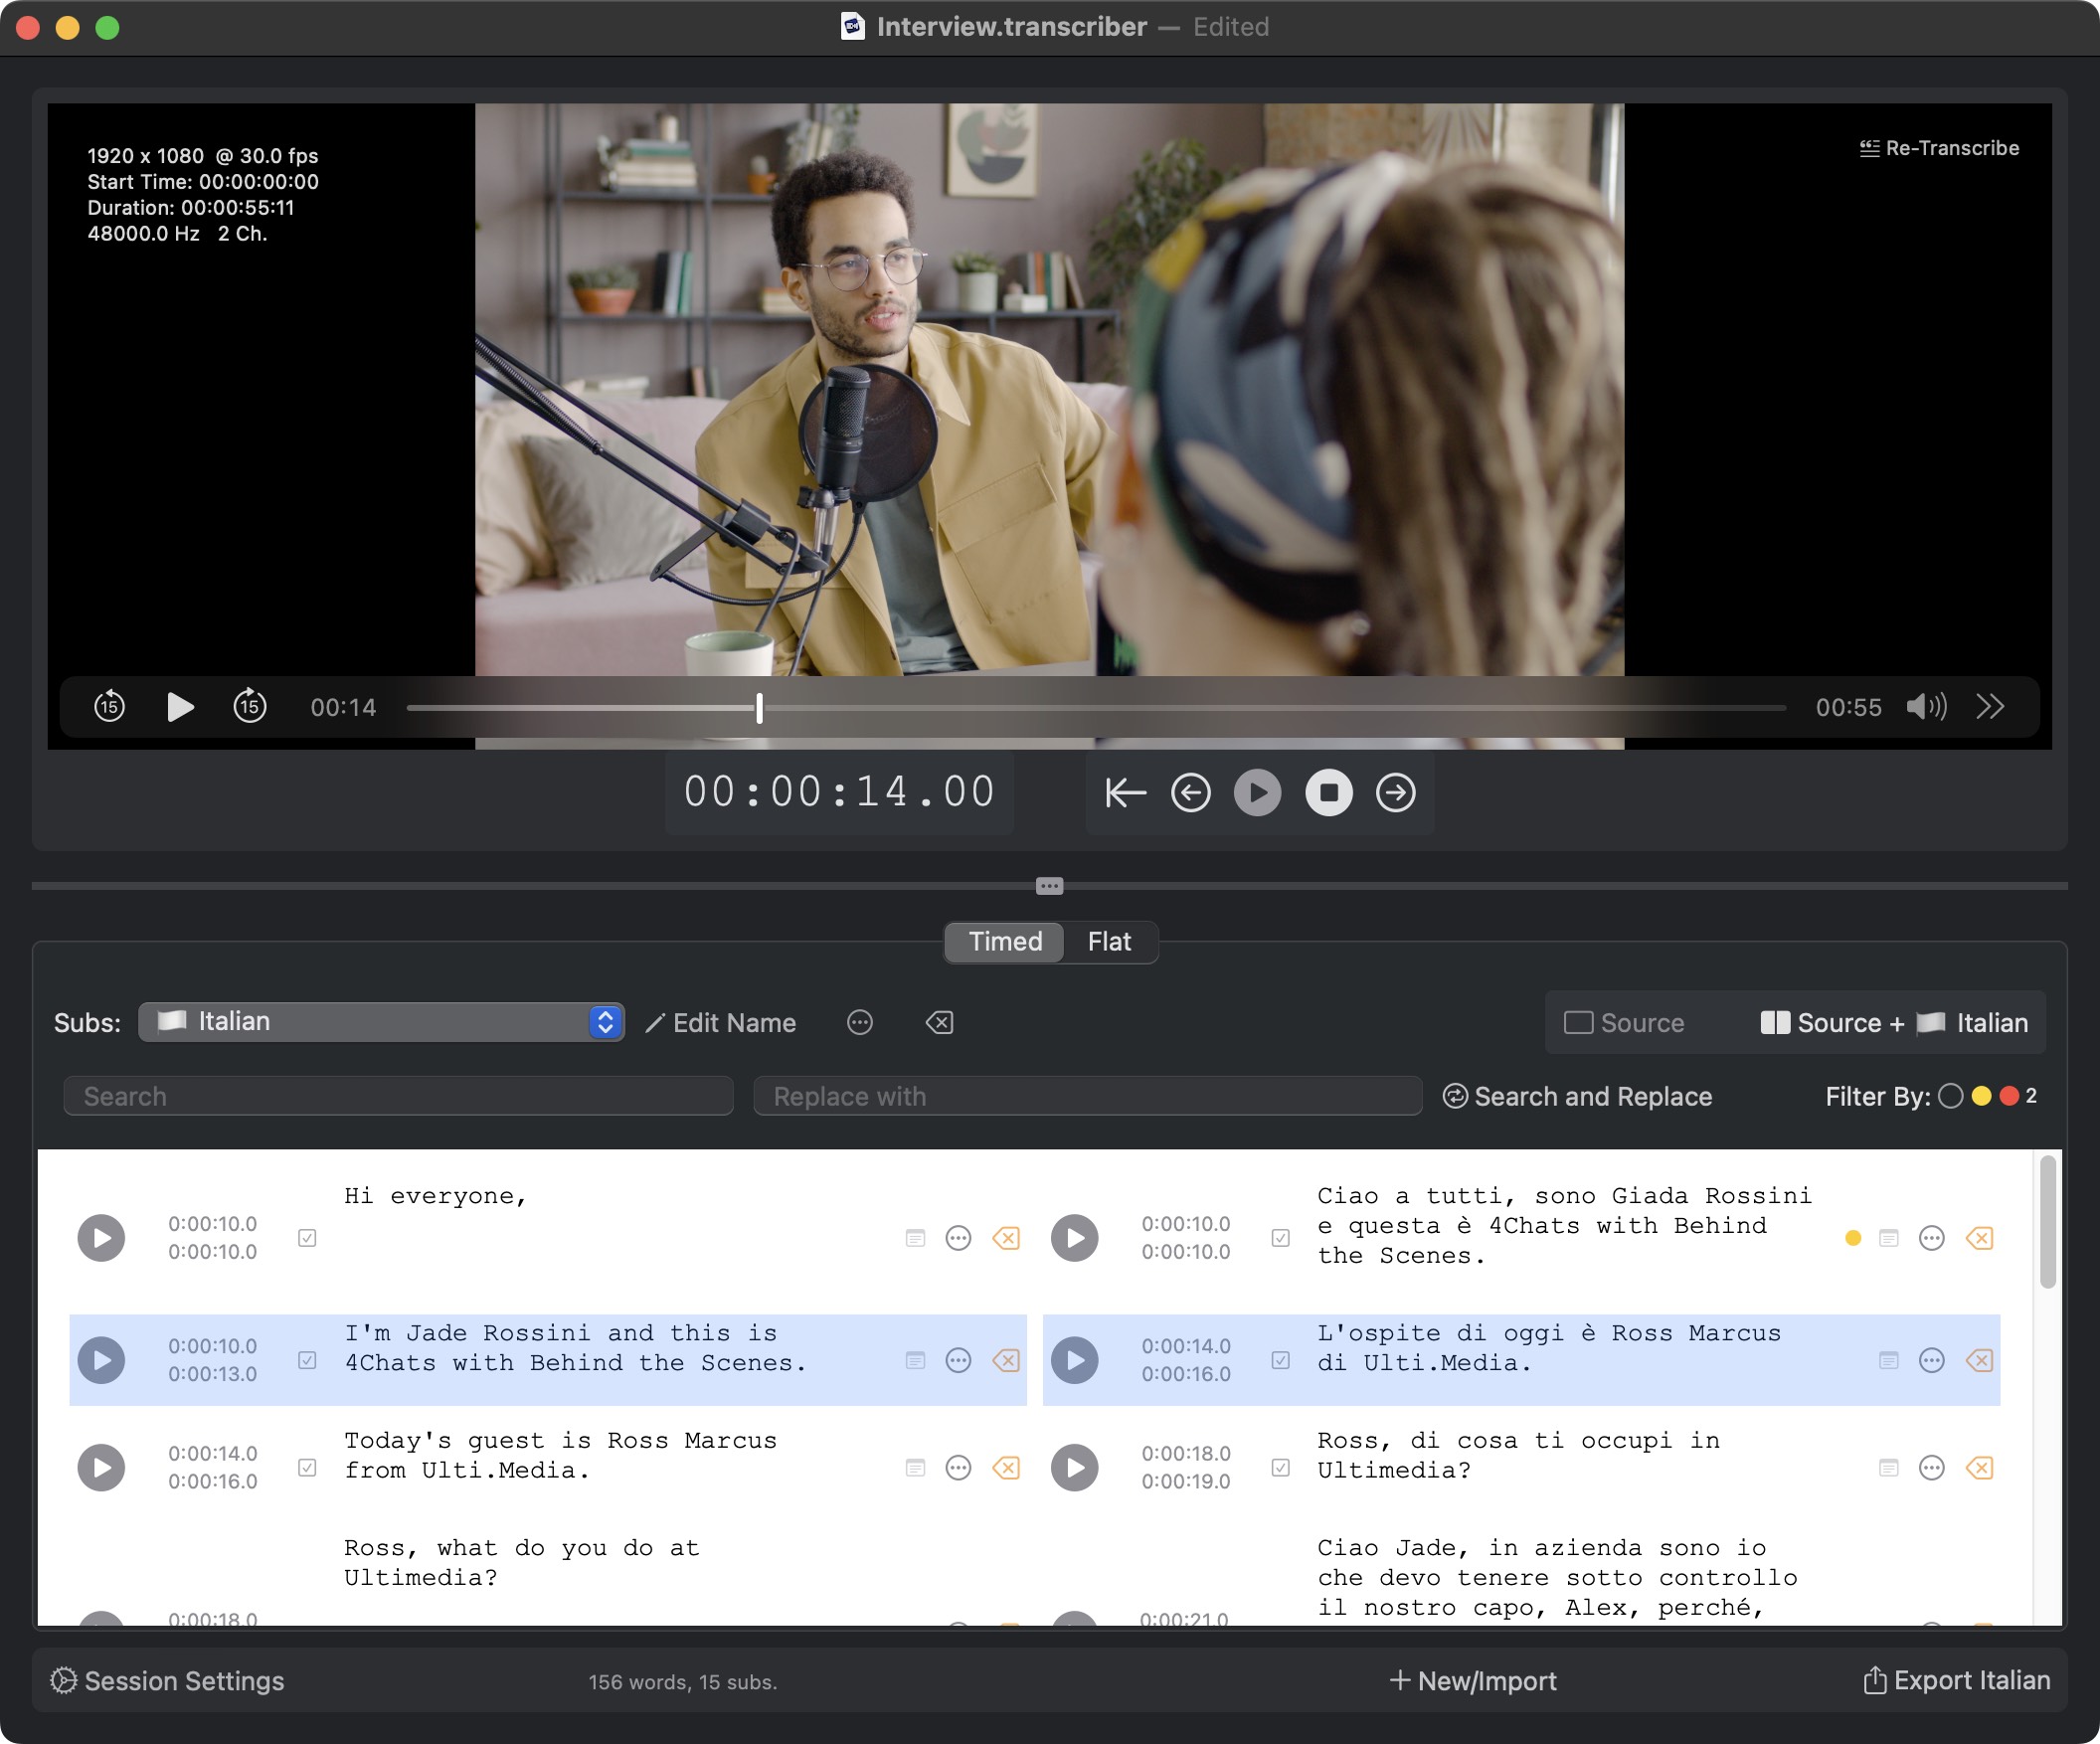 Interview.transcriber — Edited
1920 x 1080 @ 30.0 fps
Start Time: 00:00:00:00
Duration: 00:00:55:11
48000.0 Hz 2 Ch.
Re-Transcribe
15
15
00:14
00:55
00:00:14.00
Timed
Flat
Subs:
Italian
Edit Name
Source
Source + Italian
Search
Replace with
Search and Replace
Filter By:
2
0:00:10.0
0:00:10.0
Hi everyone,
0:00:10.0
0:00:10.0
Ciao a tutti, sono Giada Rossini
e questa è 4Chats with Behind
the Scenes.
0:00:10.0
0:00:13.0
I'm Jade Rossini and this is
4Chats with Behind the Scenes.
0:00:14.0
0:00:16.0
L'ospite di oggi è Ross Marcus
di Ulti.Media.
0:00:14.0
0:00:16.0
Today's guest is Ross Marcus
from Ulti.Media.
0:00:18.0
0:00:19.0
Ross, di cosa ti occupi in
Ultimedia?
0:00:18.0
Ross, what do you do at
Ultimedia?
0:00:21.0
Ciao Jade, in azienda sono io
che devo tenere sotto controllo
il nostro capo, Alex, perché,
Session Settings
156 words, 15 subs.
New/Import
Export Italian